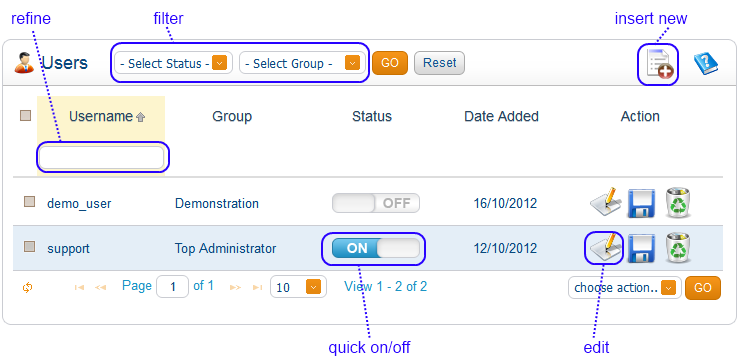 refine filter insert new
Users - Select Status - - Select Group - GO Reset
Username Group Status Date Added Action
demo_user Demonstration OFF 16/10/2012
support Top Administrator ON 12/10/2012
Page 1 of 1 10 View 1 - 2 of 2 choose action.. GO
quick on/off edit